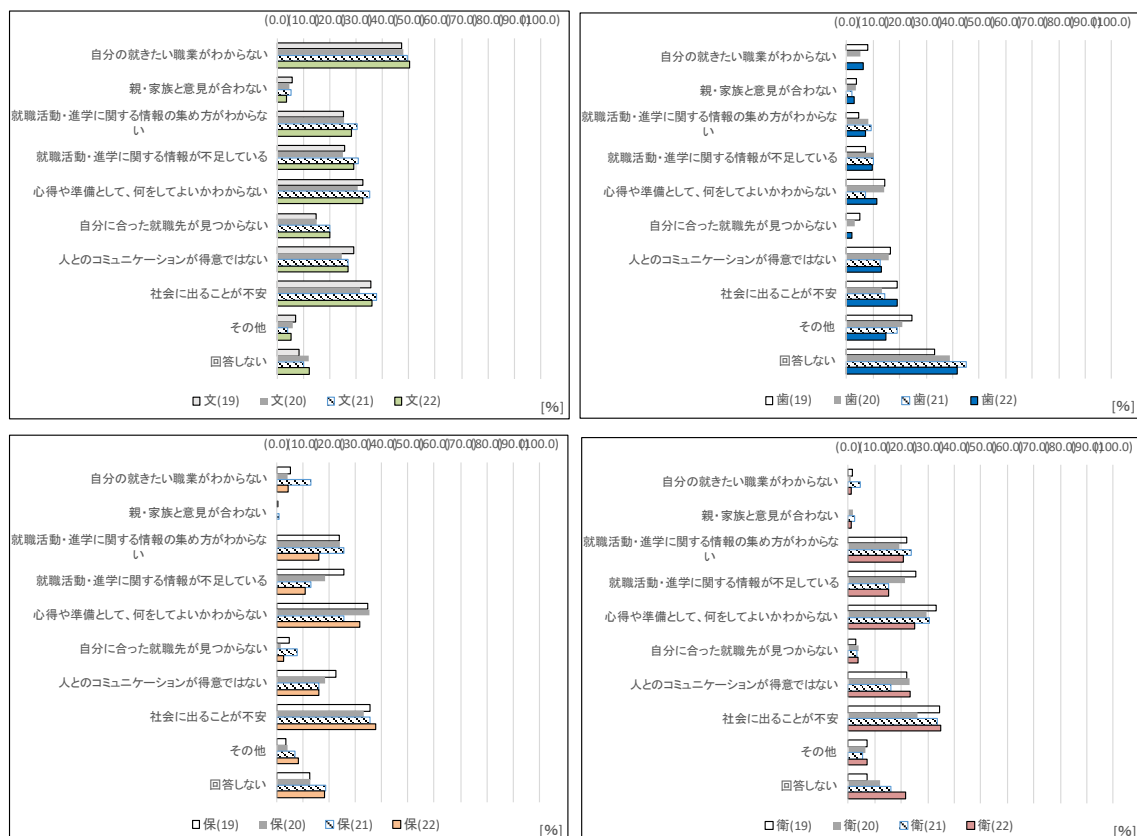 (0.0)(10.0)(20.0)(30.0)(40.0)(50.0)(60.0)(70.0)(80.0)(90.0)(100.0)
自分の就きたい職業がわからない
親・家族と意見が合わない
就職活動・進学に関する情報の集め方がわからな
い
就職活動・進学に関する情報が不足している
心得や準備として、何をしてよいかわからない
自分に合った就職先が見つからない
人とのコミュニケーションが得意ではない
社会に出ることが不安
その他
回答しない
文(19) 文(20) 文(21) 文(22)
[%]
(0.0)(10.0)(20.0)(30.0)(40.0)(50.0)(60.0)(70.0)(80.0)(90.0)(100.0)
自分の就きたい職業がわからない
親・家族と意見が合わない
就職活動・進学に関する情報の集め方がわからな
い
就職活動・進学に関する情報が不足している
心得や準備として、何をしてよいかわからない
自分に合った就職先が見つからない
人とのコミュニケーションが得意ではない
社会に出ることが不安
その他
回答しない
歯(19) 歯(20) 歯(21) 歯(22)
[%]
(0.0)(10.0)(20.0)(30.0)(40.0)(50.0)(60.0)(70.0)(80.0)(90.0)(100.0)
自分の就きたい職業がわからない
親・家族と意見が合わない
就職活動・進学に関する情報の集め方がわからな
い
就職活動・進学に関する情報が不足している
心得や準備として、何をしてよいかわからない
自分に合った就職先が見つからない
人とのコミュニケーションが得意ではない
社会に出ることが不安
その他
回答しない
保(19) 保(20) 保(21) 保(22)
[%]
(0.0)(10.0)(20.0)(30.0)(40.0)(50.0)(60.0)(70.0)(80.0)(90.0)(100.0)
自分の就きたい職業がわからない
親・家族と意見が合わない
就職活動・進学に関する情報の集め方がわからな
い
就職活動・進学に関する情報が不足している
心得や準備として、何をしてよいかわからない
自分に合った就職先が見つからない
人とのコミュニケーションが得意ではない
社会に出ることが不安
その他
回答しない
衛(19) 衛(20) 衛(21) 衛(22)
[%]